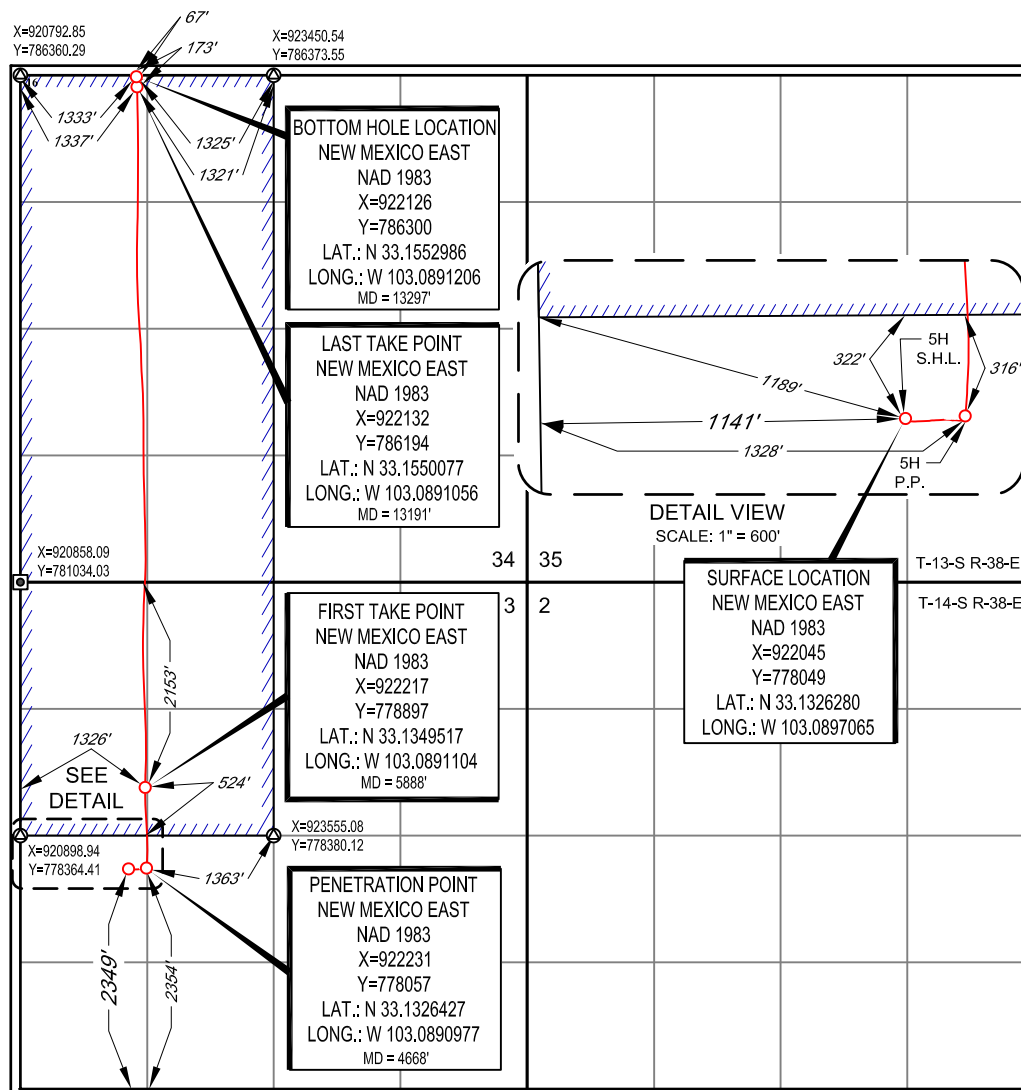 X=920792.85
Y=786360.29
67'
173'
X=923450.54
Y=786373.55
16
1333'
1337'
1325'
1321'
BOTTOM HOLE LOCATION
NEW MEXICO EAST
NAD 1983
X=922126
Y=786300
LAT.: N 33.1552986
LONG.: W 103.0891206
MD = 13297'
LAST TAKE POINT
NEW MEXICO EAST
NAD 1983
X=922132
Y=786194
LAT.: N 33.1550077
LONG.: W 103.0891056
MD = 13191'
322'
5H
S.H.L.
316'
1189'
1141'
1328'
5H
P.P.
DETAIL VIEW
SCALE: 1" = 600'
X=920858.09
Y=781034.03
34 35
T-13-S R-38-E
3 2
T-14-S R-38-E
SURFACE LOCATION
NEW MEXICO EAST
NAD 1983
X=922045
Y=778049
LAT.: N 33.1326280
LONG.: W 103.0897065
FIRST TAKE POINT
NEW MEXICO EAST
NAD 1983
X=922217
Y=778897
LAT.: N 33.1349517
LONG.: W 103.0891104
MD = 5888'
2153'
1326'
SEE
DETAIL
524'
X=923555.08
Y=778380.12
X=920898.94
Y=778364.41
1363'
PENETRATION POINT
NEW MEXICO EAST
NAD 1983
X=922231
Y=778057
LAT.: N 33.1326427
LONG.: W 103.0890977
MD = 4668'
2349'
2354'